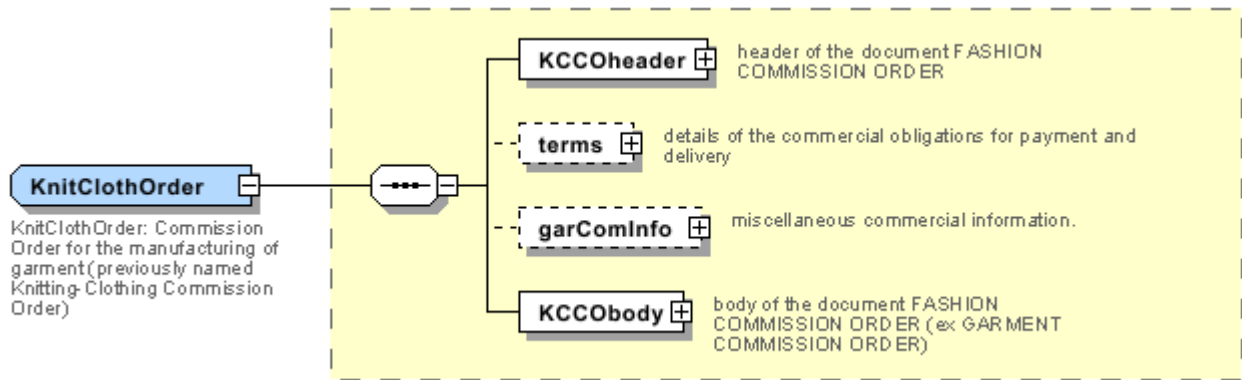 KCCOheader
header of the document FASHION
COMMISSION ORDER
terms
details of the commercial obligations for payment and
delivery
KnitClothOrder
KnitClothOrder: Commission
Order for the manufacturing of
garment (previously named
Knitting-Clothing Commission
Order)
garComInfo
miscellaneous commercial information.
KCCObody
body of the document FASHION
COMMISSION ORDER (ex GARMENT
COMMISSION ORDER)